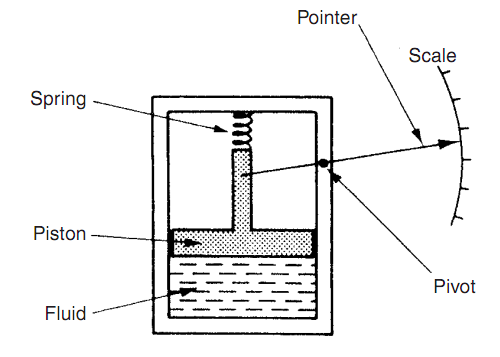 Pointer
Scale
Spring
Piston
Pivot
Fluid